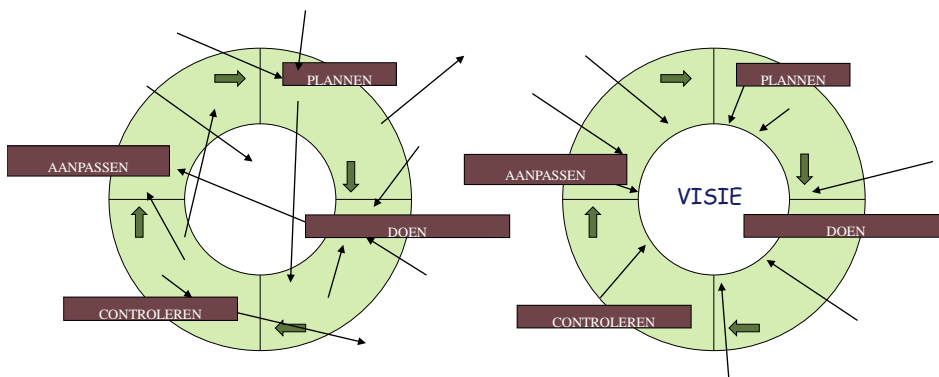 PLANNEN
AANPASSEN
DOEN
CONTROLEREN
PLANNEN
AANPASSEN
VISIE
DOEN
CONTROLEREN